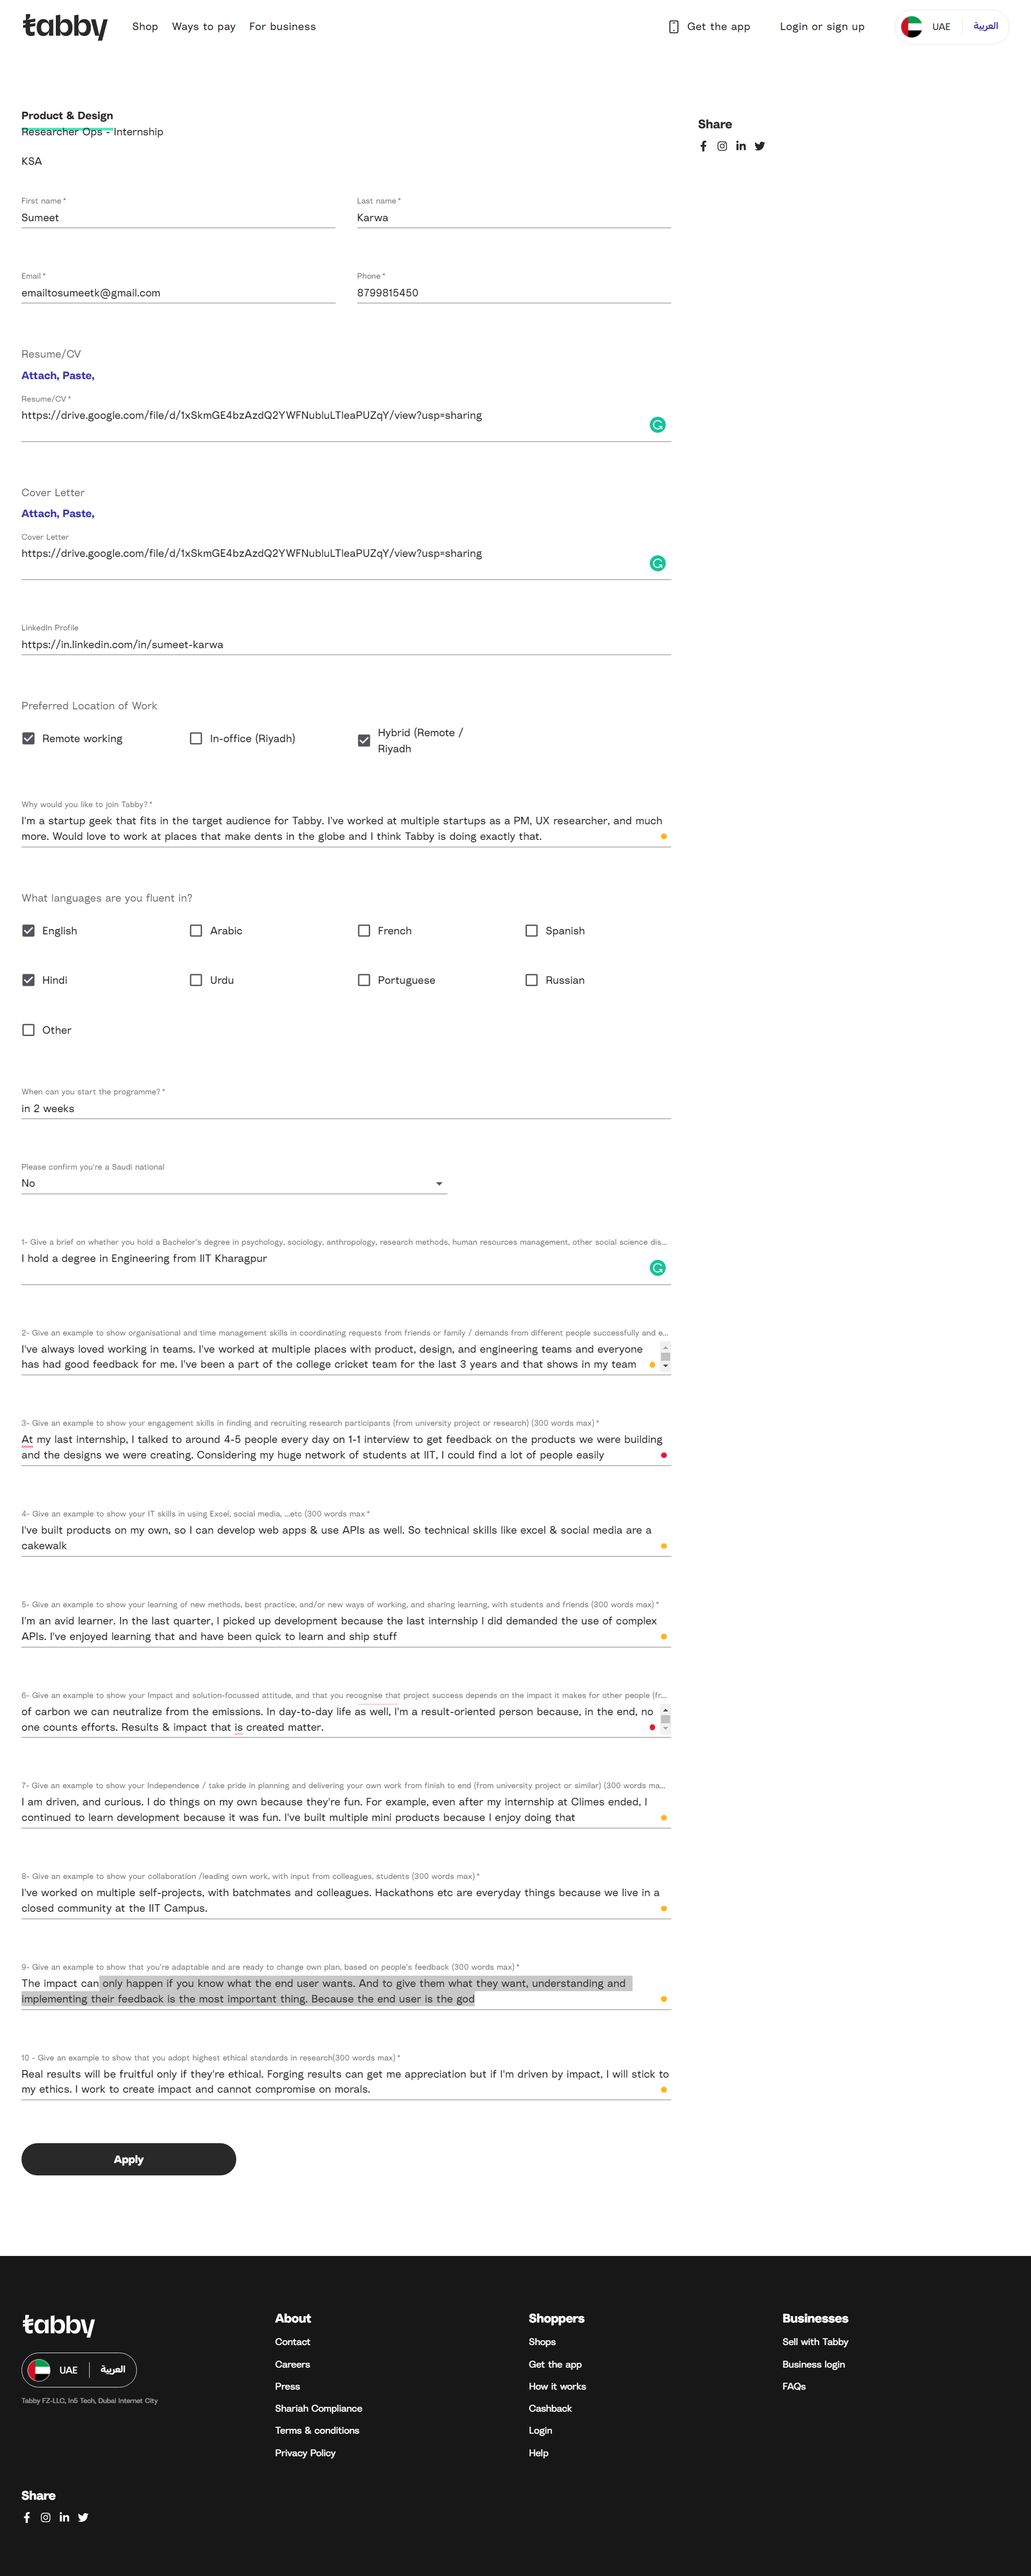 tabby
Shop Ways to pay For business
Get the app Login or sign up UAE العربية
Product & Design
Researcher Ops - Internship
KSA
Share
First name *
Sumeet
Last name *
Karwa
Email *
emailtosumeetk@gmail.com
Phone *
8799815450
Resume/CV
Attach, Paste,
Resume/CV *
https://drive.google.com/file/d/1xSkmGE4bzAzdQ2YWFNubluLTleaPUZqY/view?usp=sharing
Cover Letter
Attach, Paste,
Cover Letter
https://drive.google.com/file/d/1xSkmGE4bzAzdQ2YWFNubluLTleaPUZqY/view?usp=sharing
LinkedIn Profile
https://in.linkedin.com/in/sumeet-karwa
Preferred Location of Work
Remote working
In-office (Riyadh)
Hybrid (Remote /
Riyadh
Why would you like to join Tabby? *
I'm a startup geek that fits in the target audience for Tabby. I've worked at multiple startups as a PM, UX researcher, and much
more. Would love to work at places that make dents in the globe and I think Tabby is doing exactly that.
What languages are you fluent in?
English Arabic French Spanish
Hindi Urdu Portuguese Russian
Other
When can you start the programme? *
in 2 weeks
Please confirm you're a Saudi national
No
1- Give a brief on whether you hold a Bachelor's degree in psychology, sociology, anthropology, research methods, human resources management, other social science dis...
I hold a degree in Engineering from IIT Kharagpur
2- Give an example to show organisational and time management skills in coordinating requests from friends or family / demands from different people successfully and e...
I've always loved working in teams. I've worked at multiple places with product, design, and engineering teams and everyone
has had good feedback for me. I've been a part of the college cricket team for the last 3 years and that shows in my team
3- Give an example to show your engagement skills in finding and recruiting research participants (from university project or research) (300 words max) *
At my last internship, I talked to around 4-5 people every day on 1-1 interview to get feedback on the products we were building
and the designs we were creating. Considering my huge network of students at IIT, I could find a lot of people easily
4- Give an example to show your IT skills in using Excel, social media, ...etc (300 words max *
I've built products on my own, so I can develop web apps & use APIs as well. So technical skills like excel & social media are a
cakewalk
5- Give an example to show your learning of new methods, best practice, and/or new ways of working, and sharing learning, with students and friends (300 words max) *
I'm an avid learner. In the last quarter, I picked up development because the last internship I did demanded the use of complex
APIs. I've enjoyed learning that and have been quick to learn and ship stuff
6- Give an example to show your Impact and solution-focussed attitude, and that you recognise that project success depends on the impact it makes for other people (fr...
of carbon we can neutralize from the emissions. In day-to-day life as well, I'm a result-oriented person because, in the end, no
one counts efforts. Results & impact that is created matter.
7- Give an example to show your Independence / take pride in planning and delivering your own work from finish to end (from university project or similar) (300 words ma...
I am driven, and curious. I do things on my own because they're fun. For example, even after my internship at Climes ended, I
continued to learn development because it was fun. I've built multiple mini products because I enjoy doing that
8- Give an example to show your collaboration /leading own work, with input from colleagues, students (300 words max) *
I've worked on multiple self-projects, with batchmates and colleagues. Hackathons etc are everyday things because we live in a
closed community at the IIT Campus.
9- Give an example to show that you're adaptable and are ready to change own plan, based on people's feedback (300 words max) *
The impact can only happen if you know what the end user wants. And to give them what they want, understanding and
implementing their feedback is the most important thing. Because the end user is the god
10 - Give an example to show that you adopt highest ethical standards in research(300 words max) *
Real results will be fruitful only if they're ethical. Forging results can get me appreciation but if I'm driven by impact, I will stick to
my ethics. I work to create impact and cannot compromise on morals.
Apply
tabby
UAE العربية
Tabby FZ-LLC, In5 Tech, Dubai Internet City
About
Contact
Careers
Press
Shariah Compliance
Terms & conditions
Privacy Policy
Shoppers
Shops
Get the app
How it works
Cashback
Login
Help
Businesses
Sell with Tabby
Business login
FAQs
Share